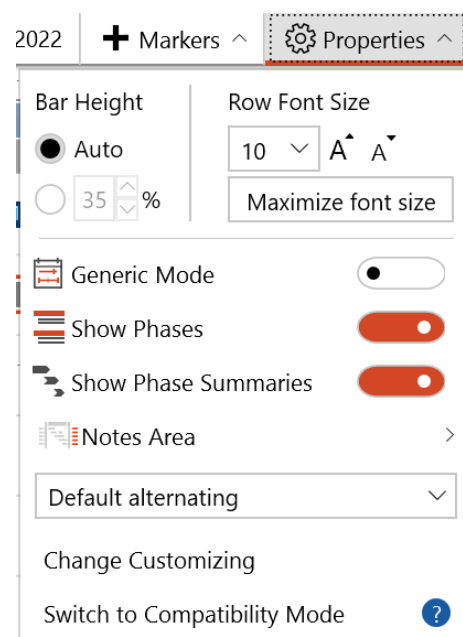 2022 Markers Properties
Bar Height Row Font Size
Auto 10 A A
35 % Maximize font size
Generic Mode
Show Phases
Show Phase Summaries
Notes Area
Default alternating
Change Customizing
Switch to Compatibility Mode ?